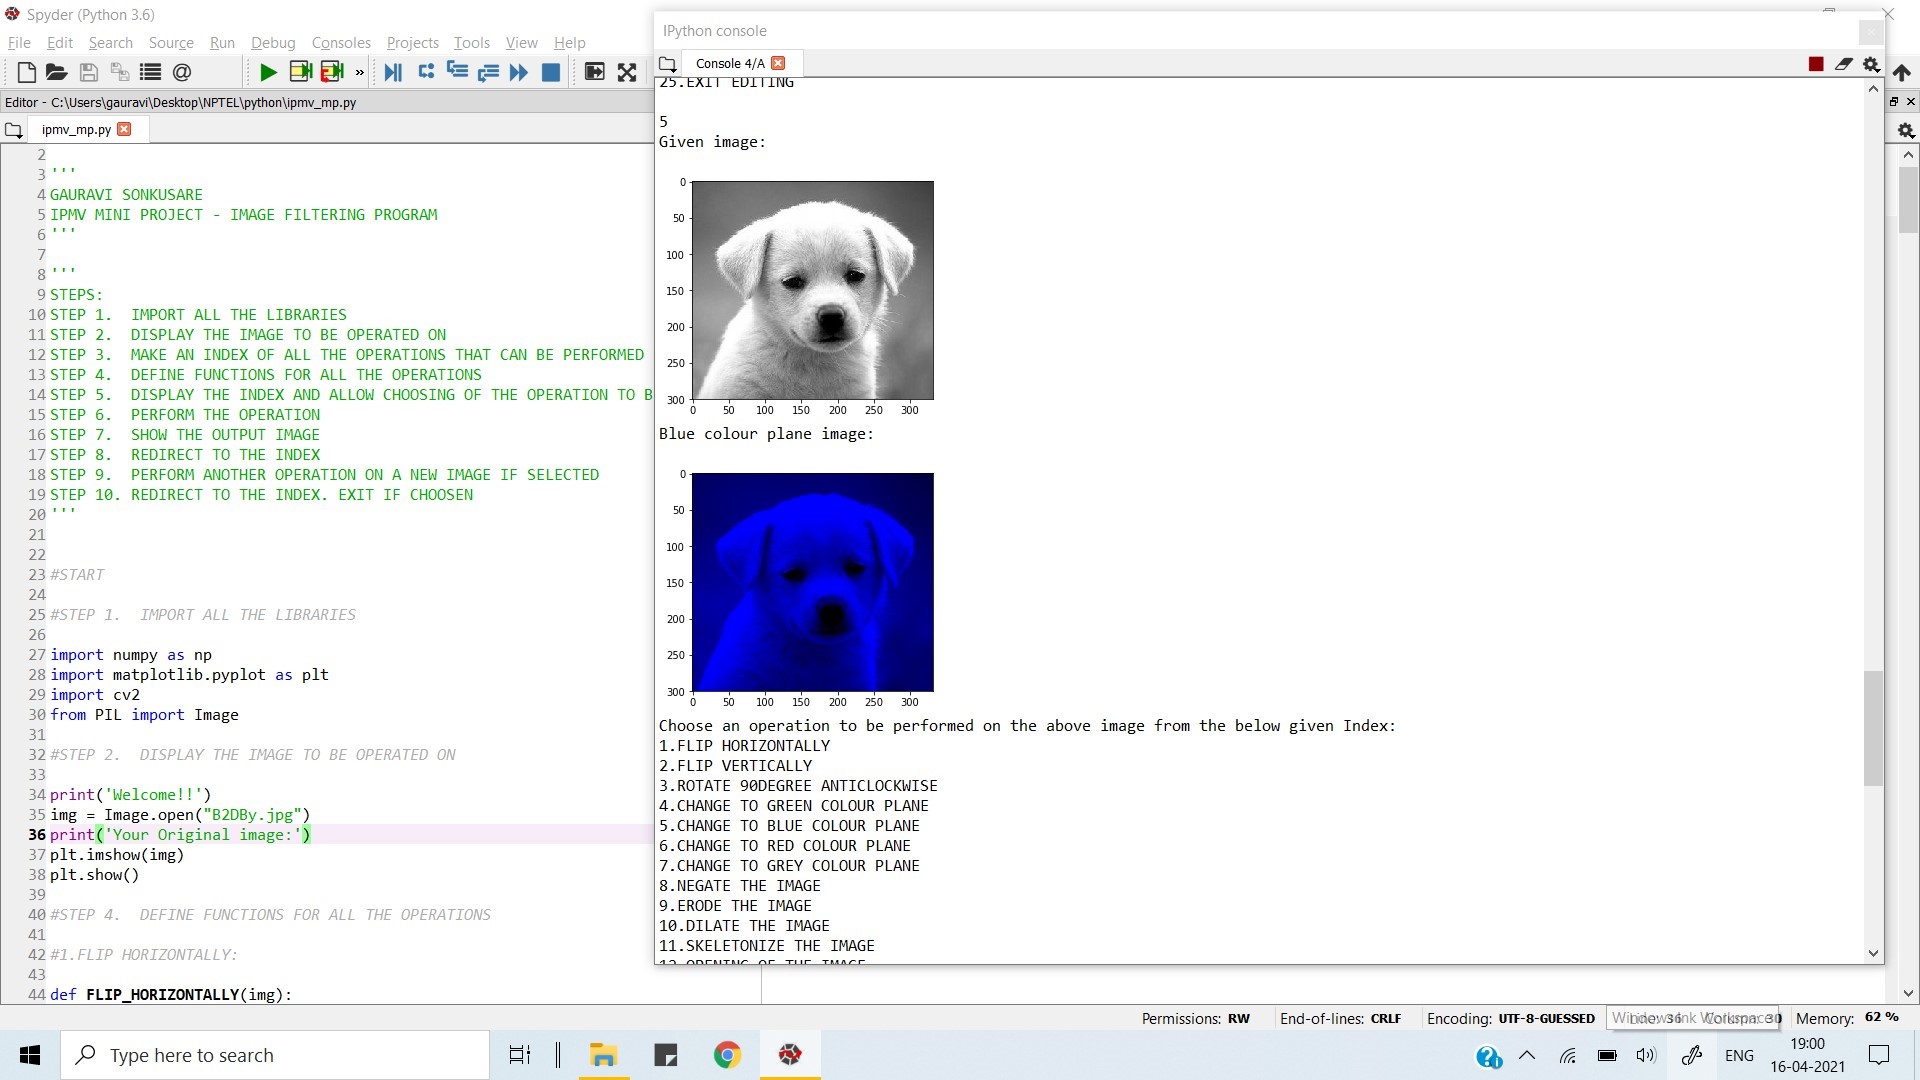 Spyder (Python 3.6)
File Edit Search Source Run Debug Consoles Projects Tools View Help
Editor - C:\Users\gauravi\Desktop\NPTEL\python\ipmv_mp.py
ipmv_mp.py
2
3 '''
4 GAURAVI SONKUSARE
5 IPMV MINI PROJECT - IMAGE FILTERING PROGRAM
6 '''
7
8 '''
9 STEPS:
10 STEP 1.  IMPORT ALL THE LIBRARIES
11 STEP 2.  DISPLAY THE IMAGE TO BE OPERATED ON
12 STEP 3.  MAKE AN INDEX OF ALL THE OPERATIONS THAT CAN BE PERFORMED
13 STEP 4.  DEFINE FUNCTIONS FOR ALL THE OPERATIONS
14 STEP 5.  DISPLAY THE INDEX AND ALLOW CHOOSING OF THE OPERATION TO B
15 STEP 6.  PERFORM THE OPERATION
16 STEP 7.  SHOW THE OUTPUT IMAGE
17 STEP 8.  REDIRECT TO THE INDEX
18 STEP 9.  PERFORM ANOTHER OPERATION ON A NEW IMAGE IF SELECTED
19 STEP 10. REDIRECT TO THE INDEX. EXIT IF CHOOSEN
20 '''
21
22
23 #START
24
25 #STEP 1.  IMPORT ALL THE LIBRARIES
26
27 import numpy as np
28 import matplotlib.pyplot as plt
29 import cv2
30 from PIL import Image
31
32 #STEP 2.  DISPLAY THE IMAGE TO BE OPERATED ON
33
34 print('Welcome!!')
35 img = Image.open("B2DBy.jpg")
36 print('Your Original image:')
37 plt.imshow(img)
38 plt.show()
39
40 #STEP 4.  DEFINE FUNCTIONS FOR ALL THE OPERATIONS
41
42 #1.FLIP HORIZONTALLY:
43
44 def FLIP_HORIZONTALLY(img):
IPython console
Console 4/A
25.EXIT EDITING
5
Given image:
0
50
100
150
200
250
300
0 50 100 150 200 250 300
Blue colour plane image:
0
50
100
150
200
250
300
0 50 100 150 200 250 300
Choose an operation to be performed on the above image from the below given Index:
1.FLIP HORIZONTALLY
2.FLIP VERTICALLY
3.ROTATE 90DEGREE ANTICLOCKWISE
4.CHANGE TO GREEN COLOUR PLANE
5.CHANGE TO BLUE COLOUR PLANE
6.CHANGE TO RED COLOUR PLANE
7.CHANGE TO GREY COLOUR PLANE
8.NEGATE THE IMAGE
9.ERODE THE IMAGE
10.DILATE THE IMAGE
11.SKELETONIZE THE IMAGE
12.OPENING OF THE IMAGE
Permissions: RW End-of-lines: CRLF Encoding: UTF-8-GUESSED Windows Ink Workspace Line: 36 Column: 30 Memory: 62 %
Type here to search
ENG
19:00
16-04-2021